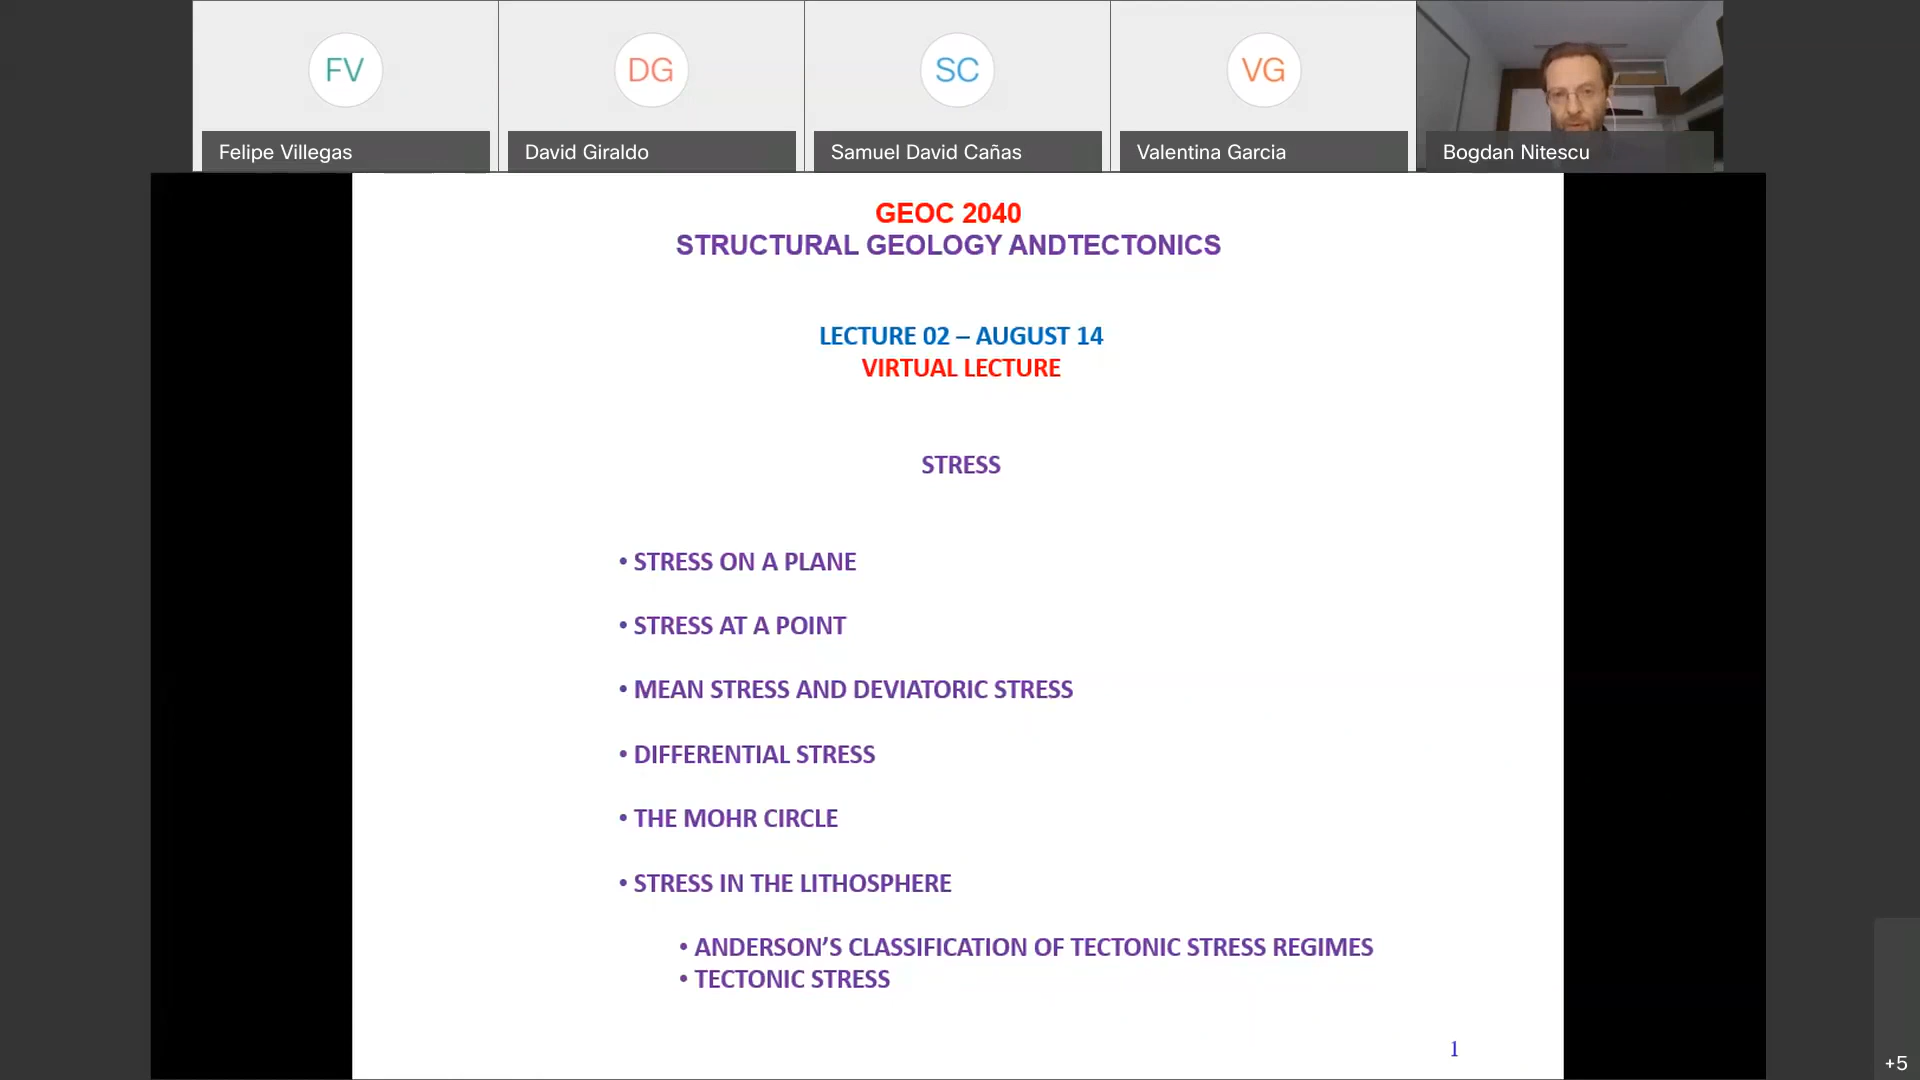 FV
DG
SC
VG
Felipe Villegas
David Giraldo
Samuel David Cañas
Valentina Garcia
Bogdan Nitescu
GEOC 2040
STRUCTURAL GEOLOGY ANDTECTONICS
LECTURE 02 – AUGUST 14
VIRTUAL LECTURE
STRESS
• STRESS ON A PLANE
• STRESS AT A POINT
• MEAN STRESS AND DEVIATORIC STRESS
• DIFFERENTIAL STRESS
• THE MOHR CIRCLE
• STRESS IN THE LITHOSPHERE
• ANDERSON’S CLASSIFICATION OF TECTONIC STRESS REGIMES
• TECTONIC STRESS
1
+5